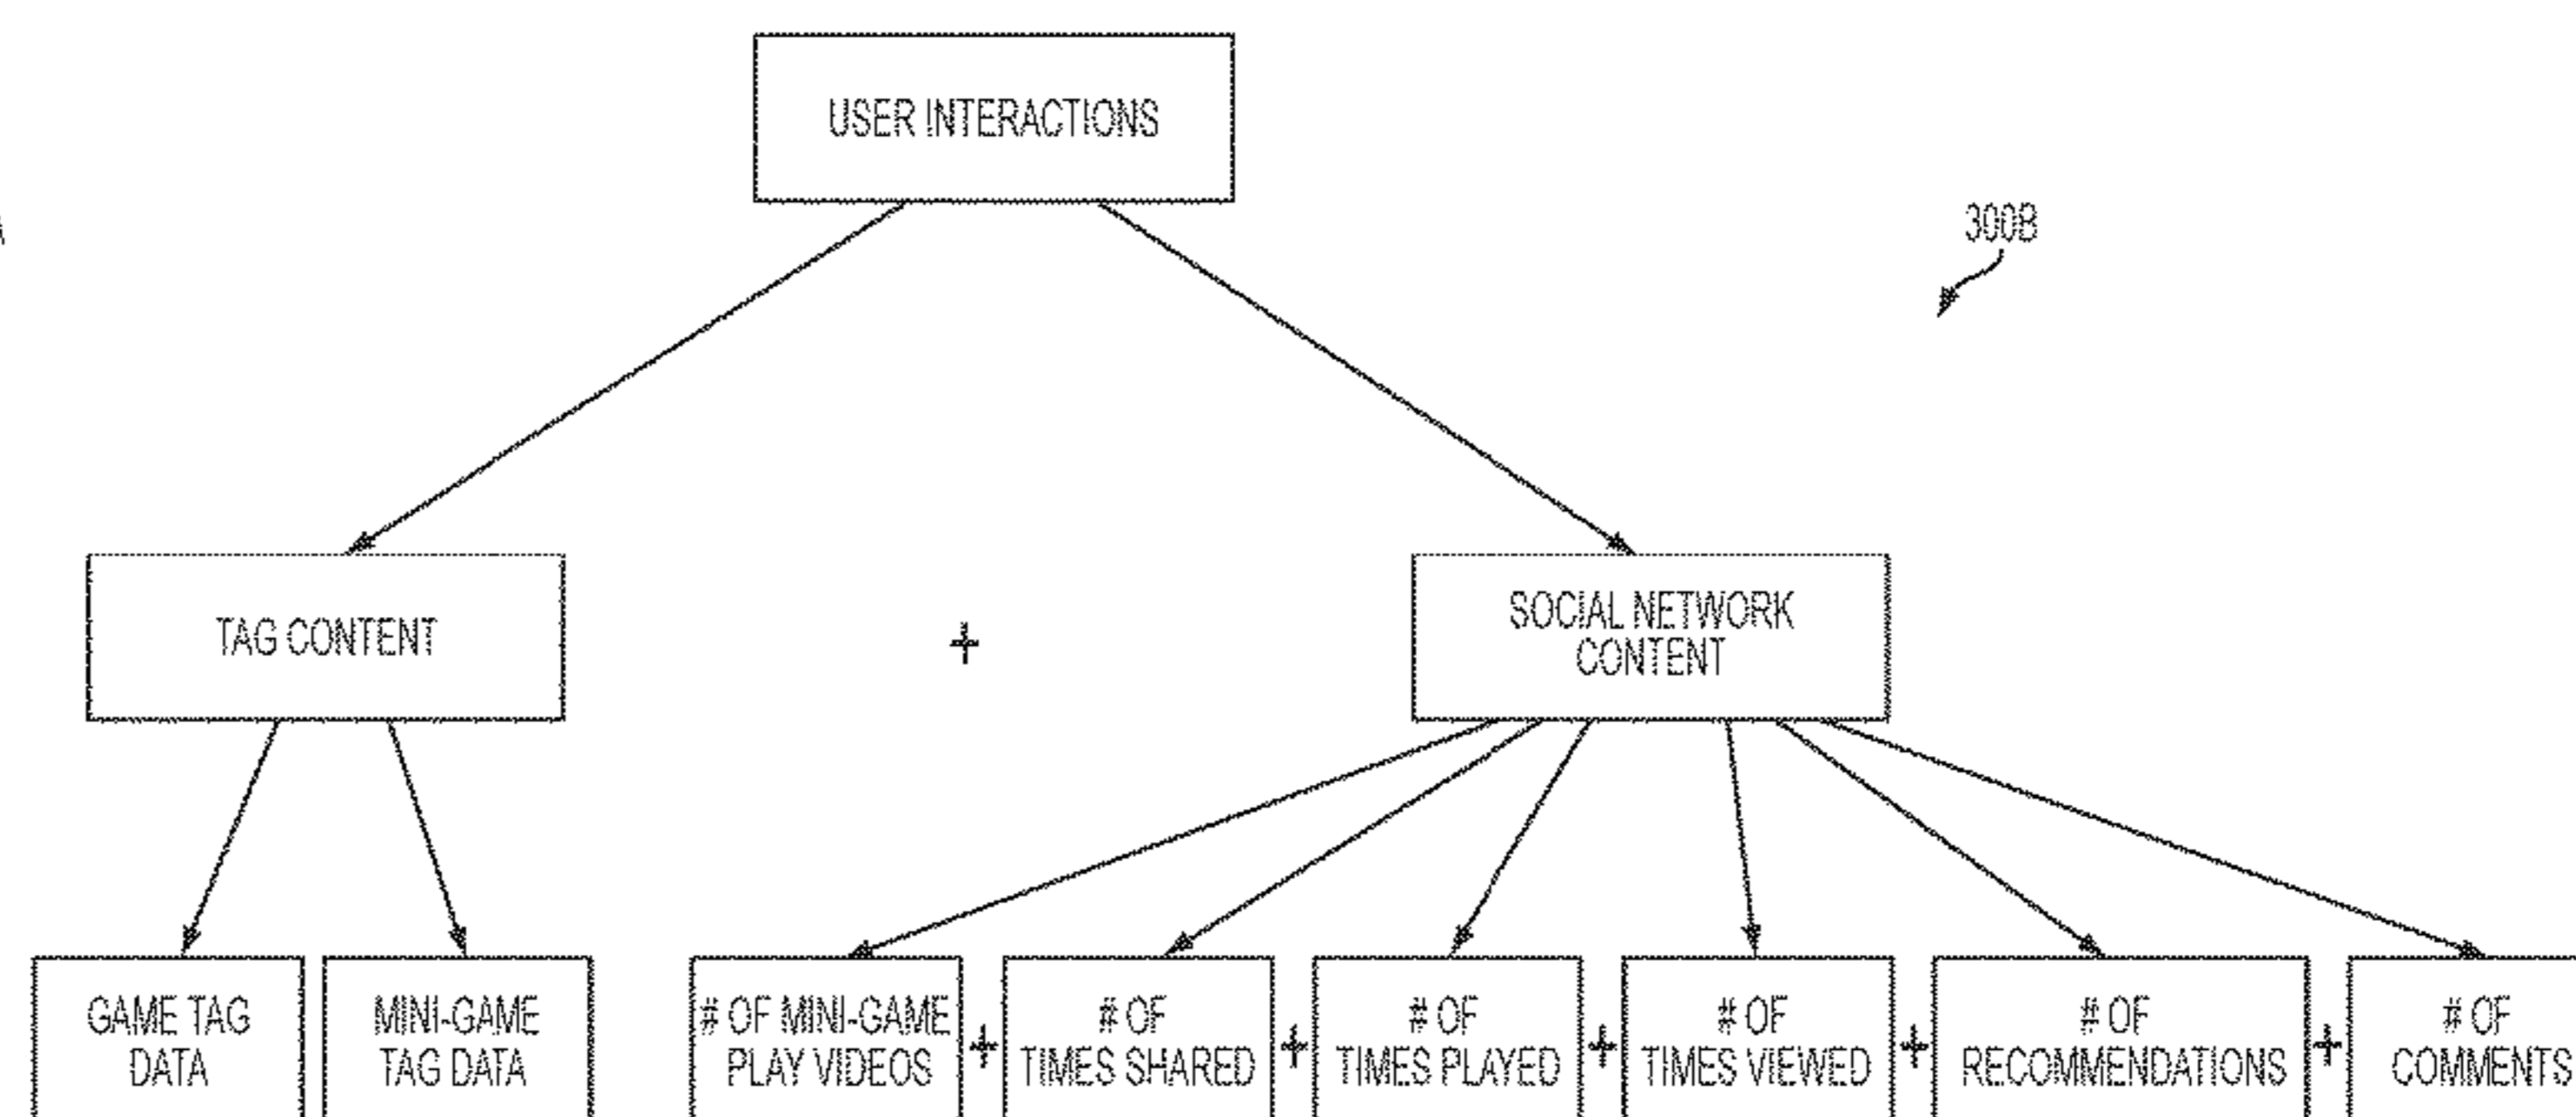 USER INTERACTIONS
300B
TAG CONTENT
+
SOCIAL NETWORK
CONTENT
GAME TAG
DATA
MINI-GAME
TAG DATA
# OF MINI-GAME
PLAY VIDEOS
+
# OF
TIMES SHARED
+
# OF
TIMES PLAYED
+
# OF
TIMES VIEWED
+
# OF
RECOMMENDATIONS
+
# OF
COMMENTS